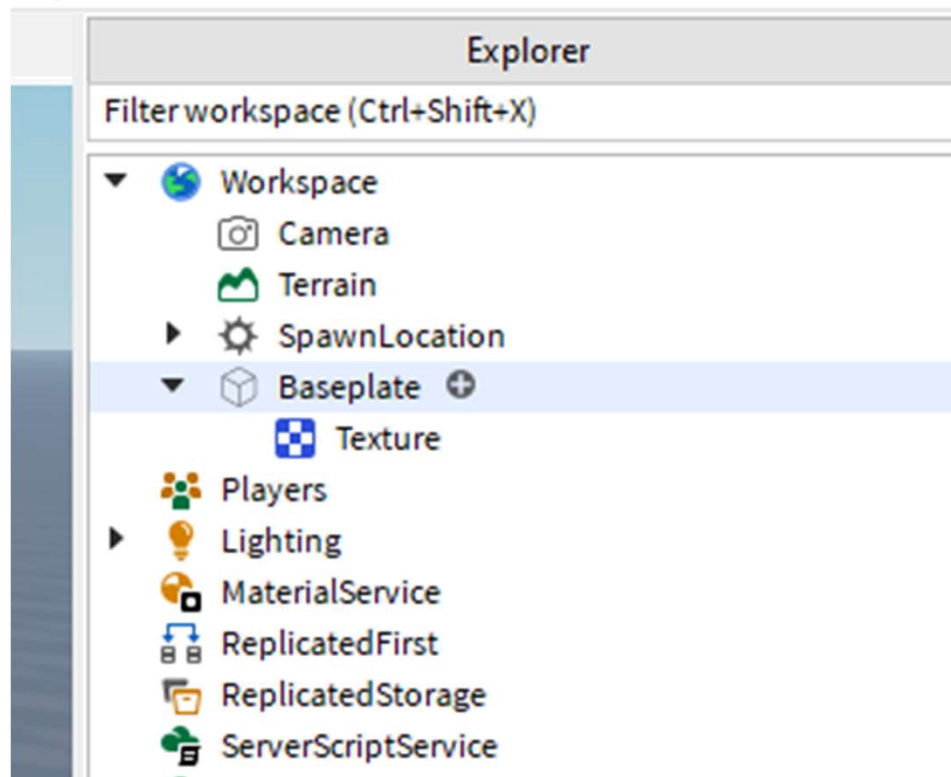 Explorer
Filter workspace (Ctrl+Shift+X)
Workspace
Camera
Terrain
SpawnLocation
Baseplate
Texture
Players
Lighting
MaterialService
ReplicatedFirst
ReplicatedStorage
ServerScriptService